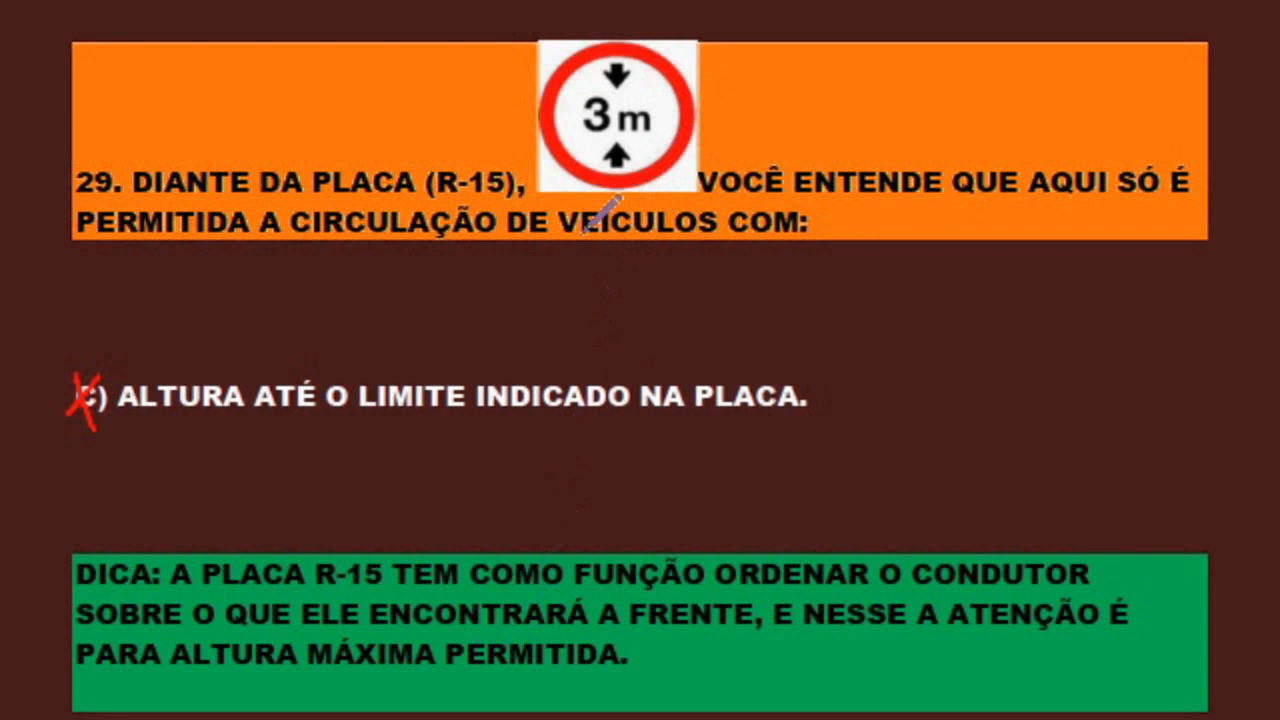 3 m
29. DIANTE DA PLACA (R-15), VOCÊ ENTENDE QUE AQUI SÓ É
PERMITIDA A CIRCULAÇÃO DE VEÍCULOS COM:
C) ALTURA ATÉ O LIMITE INDICADO NA PLACA.
DICA: A PLACA R-15 TEM COMO FUNÇÃO ORDENAR O CONDUTOR
SOBRE O QUE ELE ENCONTRARÁ A FRENTE, E NESSE A ATENÇÃO É
PARA ALTURA MÁXIMA PERMITIDA.